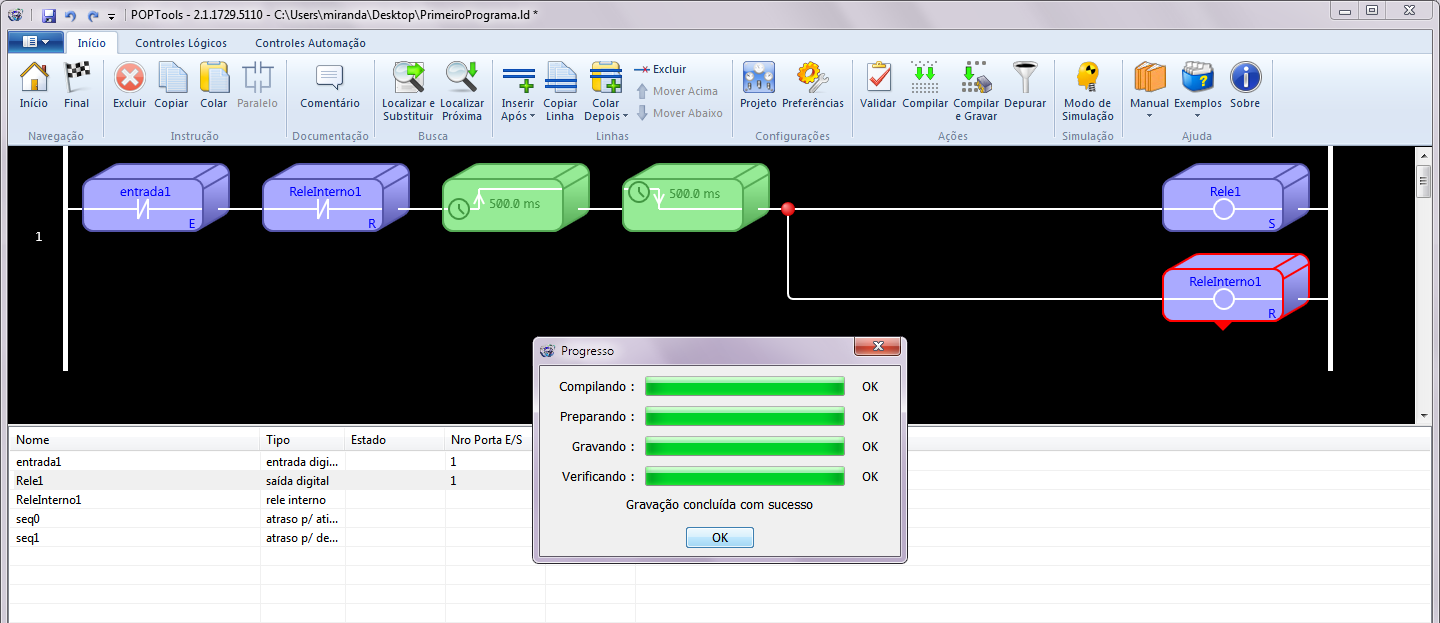 POPTools - 2.1.1729.5110 - C:\Users\miranda\Desktop\PrimeiroPrograma.ld *
Início Controles Lógicos Controles Automação
Início Final Excluir Copiar Colar Paralelo Comentário Localizar e Substituir Localizar Próxima Inserir Após Copiar Linha Colar Depois Excluir Mover Acima Mover Abaixo Projeto Preferências Validar Compilar Compilar e Gravar Depurar Modo de Simulação Manual Exemplos Sobre
Navegação Instrução Documentação Busca Linhas Configurações Ações Simulação Ajuda
entrada1 ReleInterno1 500.0 ms 500.0 ms Rele1
E R S
1
ReleInterno1
R
Progresso
Compilando : OK
Preparando : OK
Gravando : OK
Verificando : OK
Gravação concluída com sucesso
OK
Nome Tipo Estado Nro Porta E/S
entrada1 entrada digi... 1
Rele1 saída digital 1
ReleInterno1 rele interno
seq0 atraso p/ ati...
seq1 atraso p/ de...